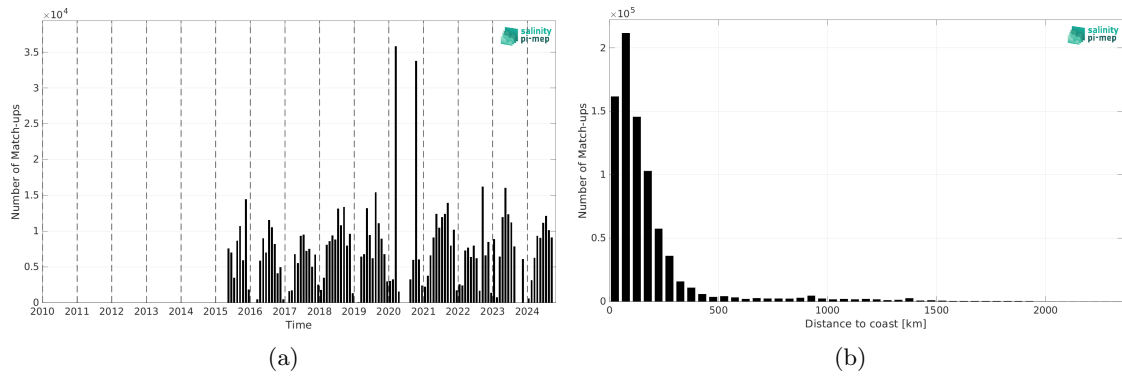 ×10⁴
salinity
pi-mep
3.5
3
2.5
2
1.5
1
0.5
0
Number of Match-ups
2010 2011 2012 2013 2014 2015 2016 2017 2018 2019 2020 2021 2022 2023 2024
Time
(a)
×10⁵
salinity
pi-mep
2
1.5
1
0.5
0
Number of Match-ups
0 500 1000 1500 2000
Distance to coast [km]
(b)